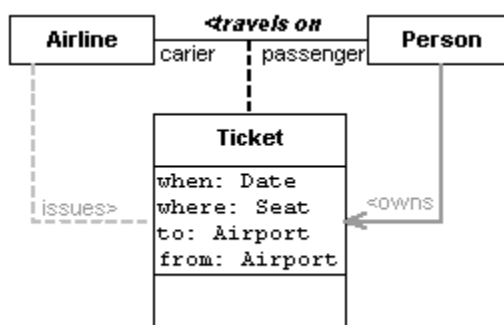 <travels on
Airline
Person
carier
passenger
Ticket
when: Date
where: Seat
to: Airport
from: Airport
issues>
<owns